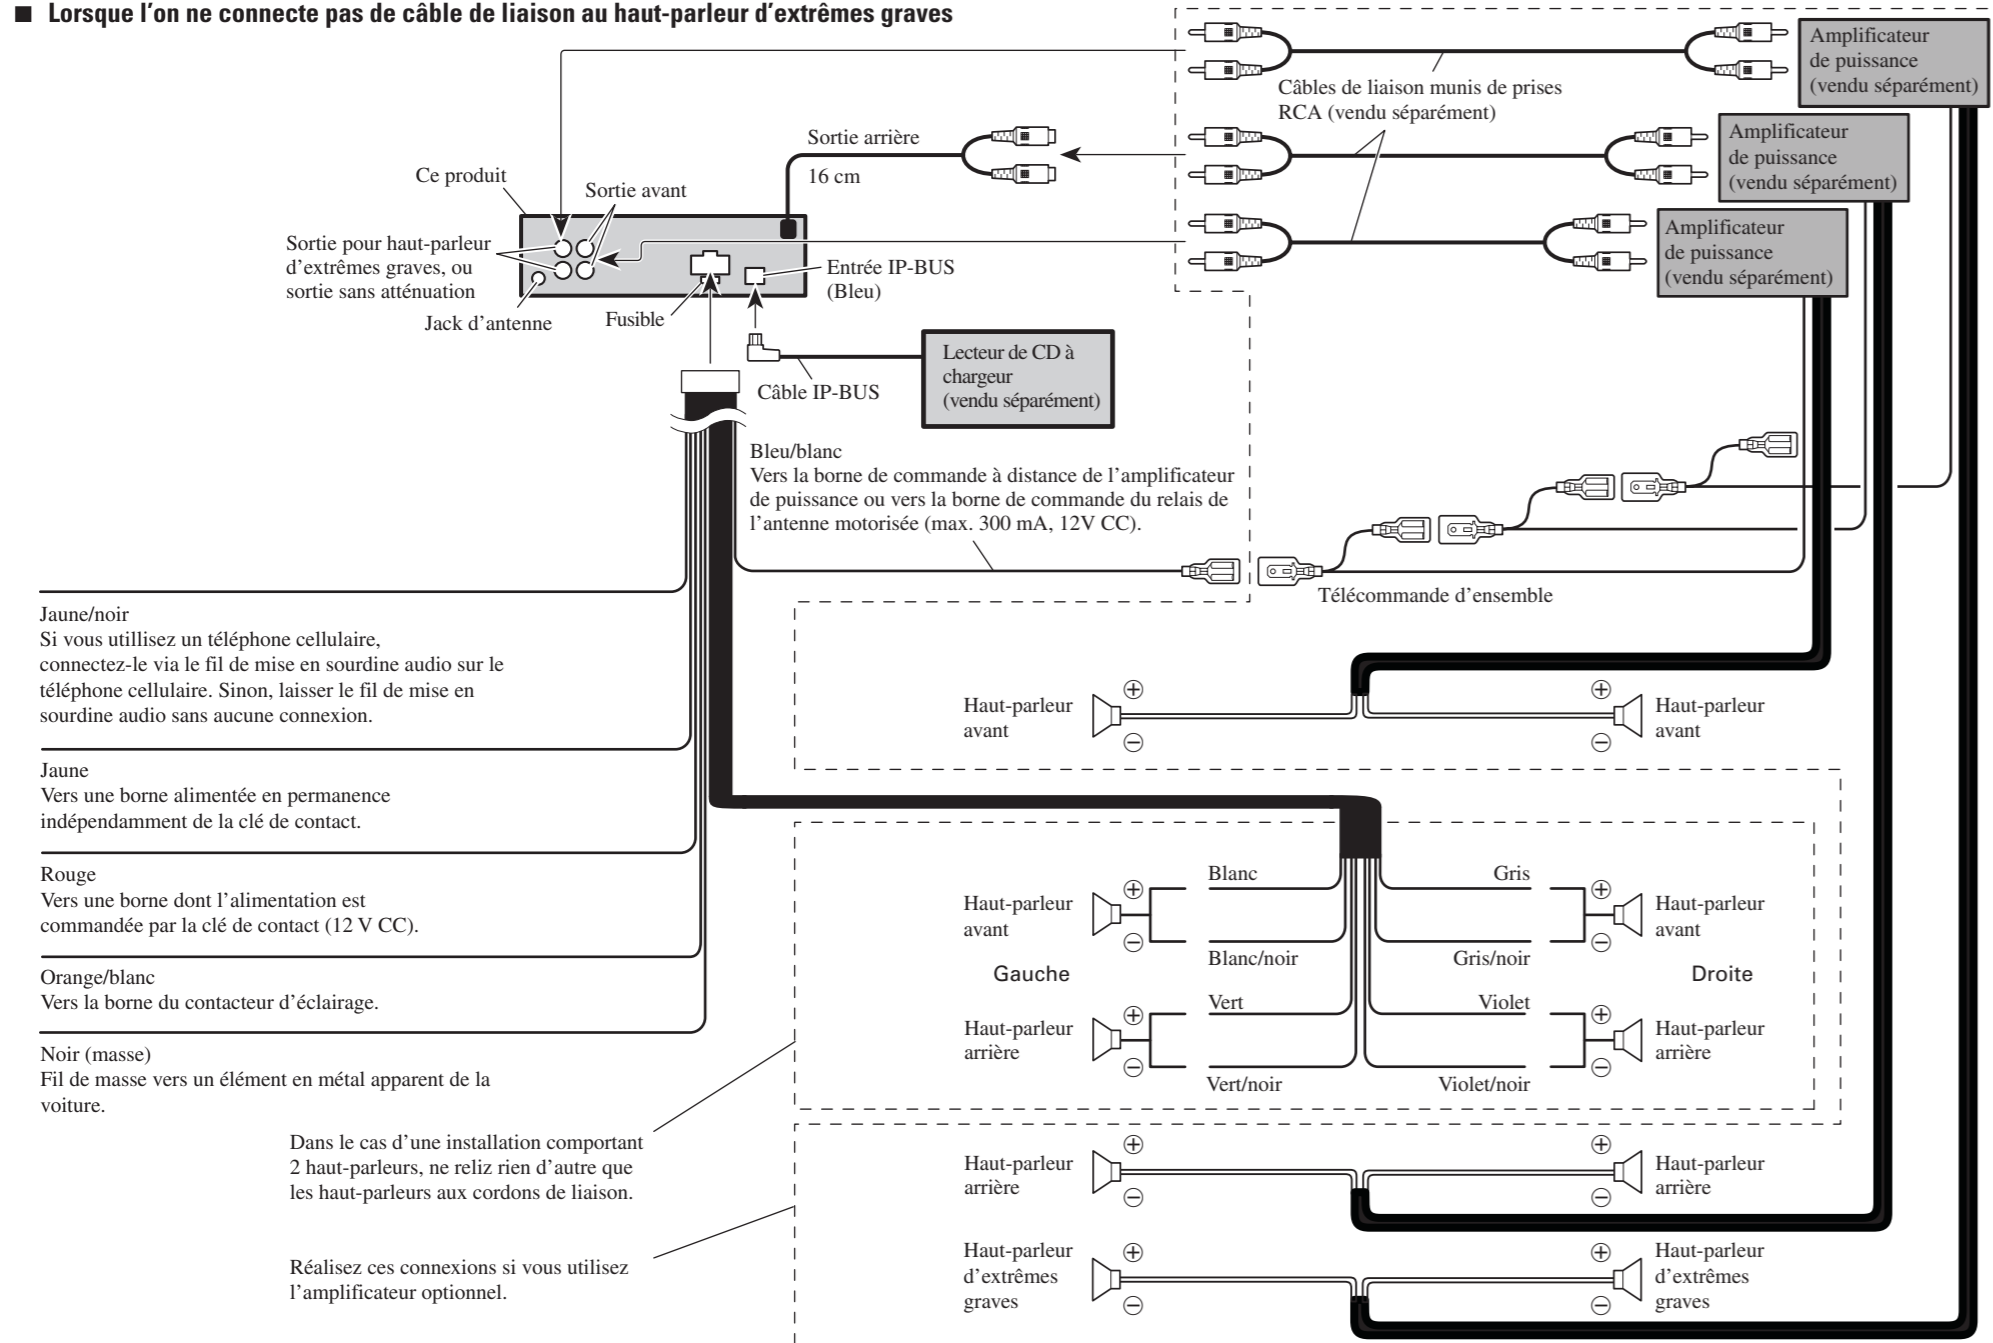 ■ Lorsque l'on ne connecte pas de câble de liaison au haut-parleur d'extrêmes graves
Amplificateur
de puissance
(vendu séparément)
Câbles de liaison munis de prises
RCA (vendu séparément)
Amplificateur
de puissance
(vendu séparément)
Sortie arrière
16 cm
Ce produit
Sortie avant
Amplificateur
de puissance
(vendu séparément)
Sortie pour haut-parleur
d'extrêmes graves, ou
sortie sans atténuation
Entrée IP-BUS
(Bleu)
Jack d'antenne
Fusible
Lecteur de CD à
chargeur
(vendu séparément)
Câble IP-BUS
Bleu/blanc
Vers la borne de commande à distance de l'amplificateur
de puissance ou vers la borne de commande du relais de
l'antenne motorisée (max. 300 mA, 12V CC).
Télécommande d'ensemble
Jaune/noir
Si vous utillisez un téléphone cellulaire,
connectez-le via le fil de mise en sourdine audio sur le
téléphone cellulaire. Sinon, laisser le fil de mise en
sourdine audio sans aucune connexion.
Jaune
Vers une borne alimentée en permanence
indépendamment de la clé de contact.
Rouge
Vers une borne dont l'alimentation est
commandée par la clé de contact (12 V CC).
Orange/blanc
Vers la borne du contacteur d'éclairage.
Noir (masse)
Fil de masse vers un élément en métal apparent de la
voiture.
Haut-parleur
avant
⊕
⊖
⊕
⊖
Haut-parleur
avant
Haut-parleur
avant
⊕
⊖
Blanc
Blanc/noir
Gris
Gris/noir
⊕
⊖
Haut-parleur
avant
Gauche
Droite
Haut-parleur
arrière
⊕
⊖
Vert
Vert/noir
Violet
Violet/noir
⊕
⊖
Haut-parleur
arrière
Dans le cas d'une installation comportant
2 haut-parleurs, ne reliz rien d'autre que
les haut-parleurs aux cordons de liaison.
Haut-parleur
arrière
⊕
⊖
⊕
⊖
Haut-parleur
arrière
Réalisez ces connexions si vous utilisez
l'amplificateur optionnel.
Haut-parleur
d'extrêmes
graves
⊕
⊖
⊕
⊖
Haut-parleur
d'extrêmes
graves